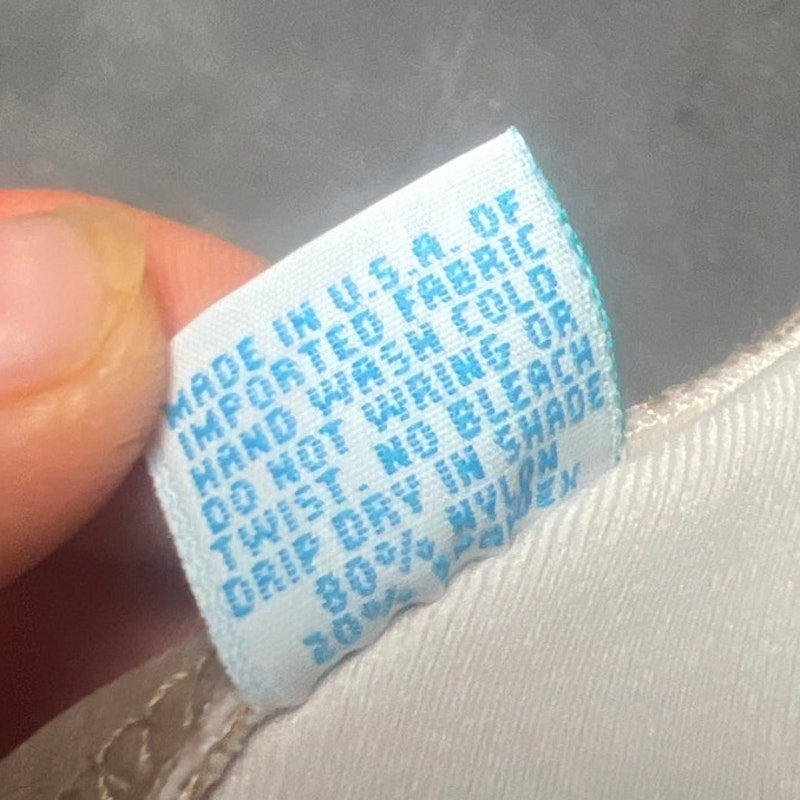 MADE IN U.S.A. OF
IMPORTED FABRIC
HAND WASH COLD
DO NOT WRING OR
TWIST. NO BLEACH
DRIP DRY IN SHADE
80% NYLON
20% SPANDEX